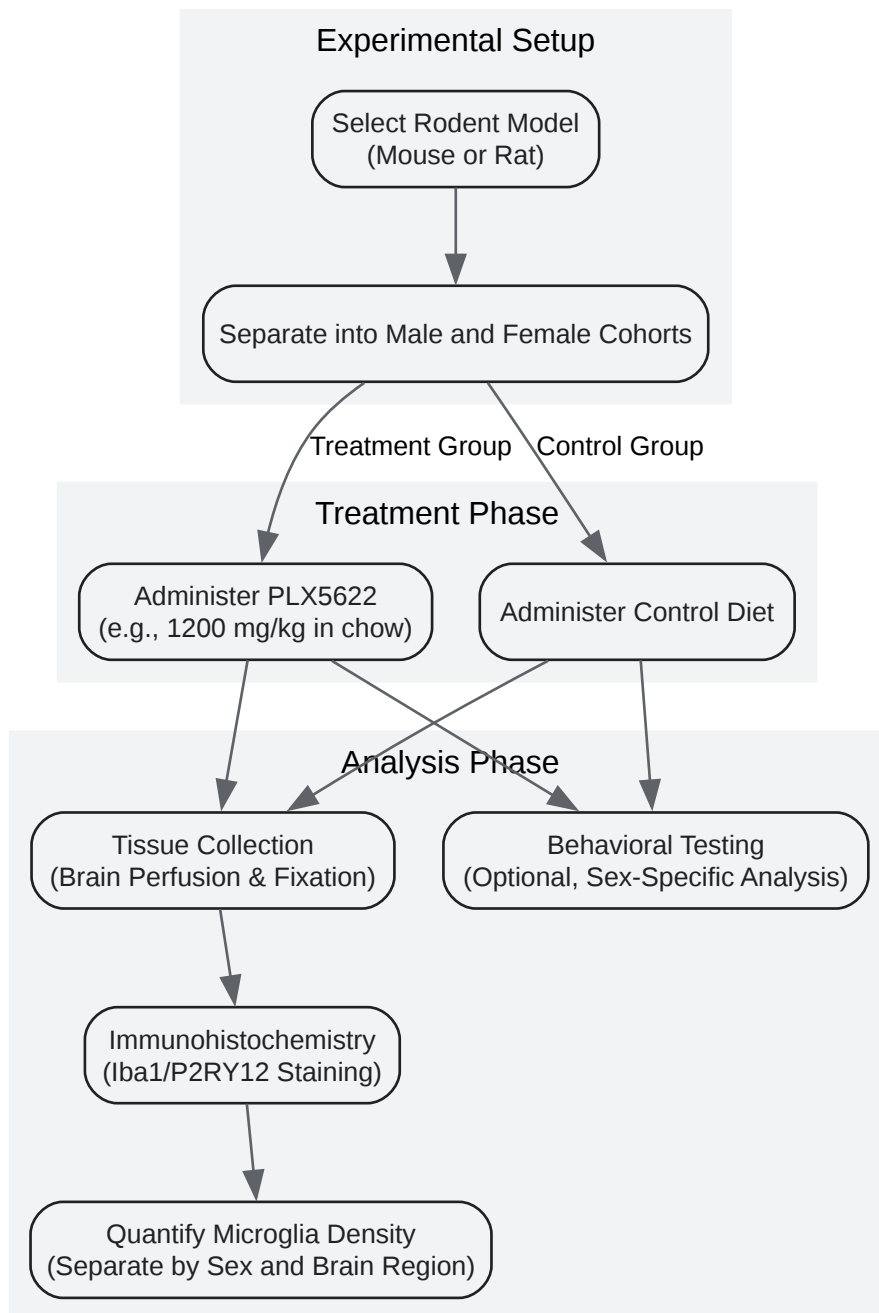 Experimental Setup
Select Rodent Model
(Mouse or Rat)
Separate into Male and Female Cohorts
Treatment Group
Control Group
Treatment Phase
Administer PLX5622
(e.g., 1200 mg/kg in chow)
Administer Control Diet
Analysis Phase
Tissue Collection
(Brain Perfusion & Fixation)
Behavioral Testing
(Optional, Sex-Specific Analysis)
Immunohistochemistry
(Iba1/P2RY12 Staining)
Quantify Microglia Density
(Separate by Sex and Brain Region)